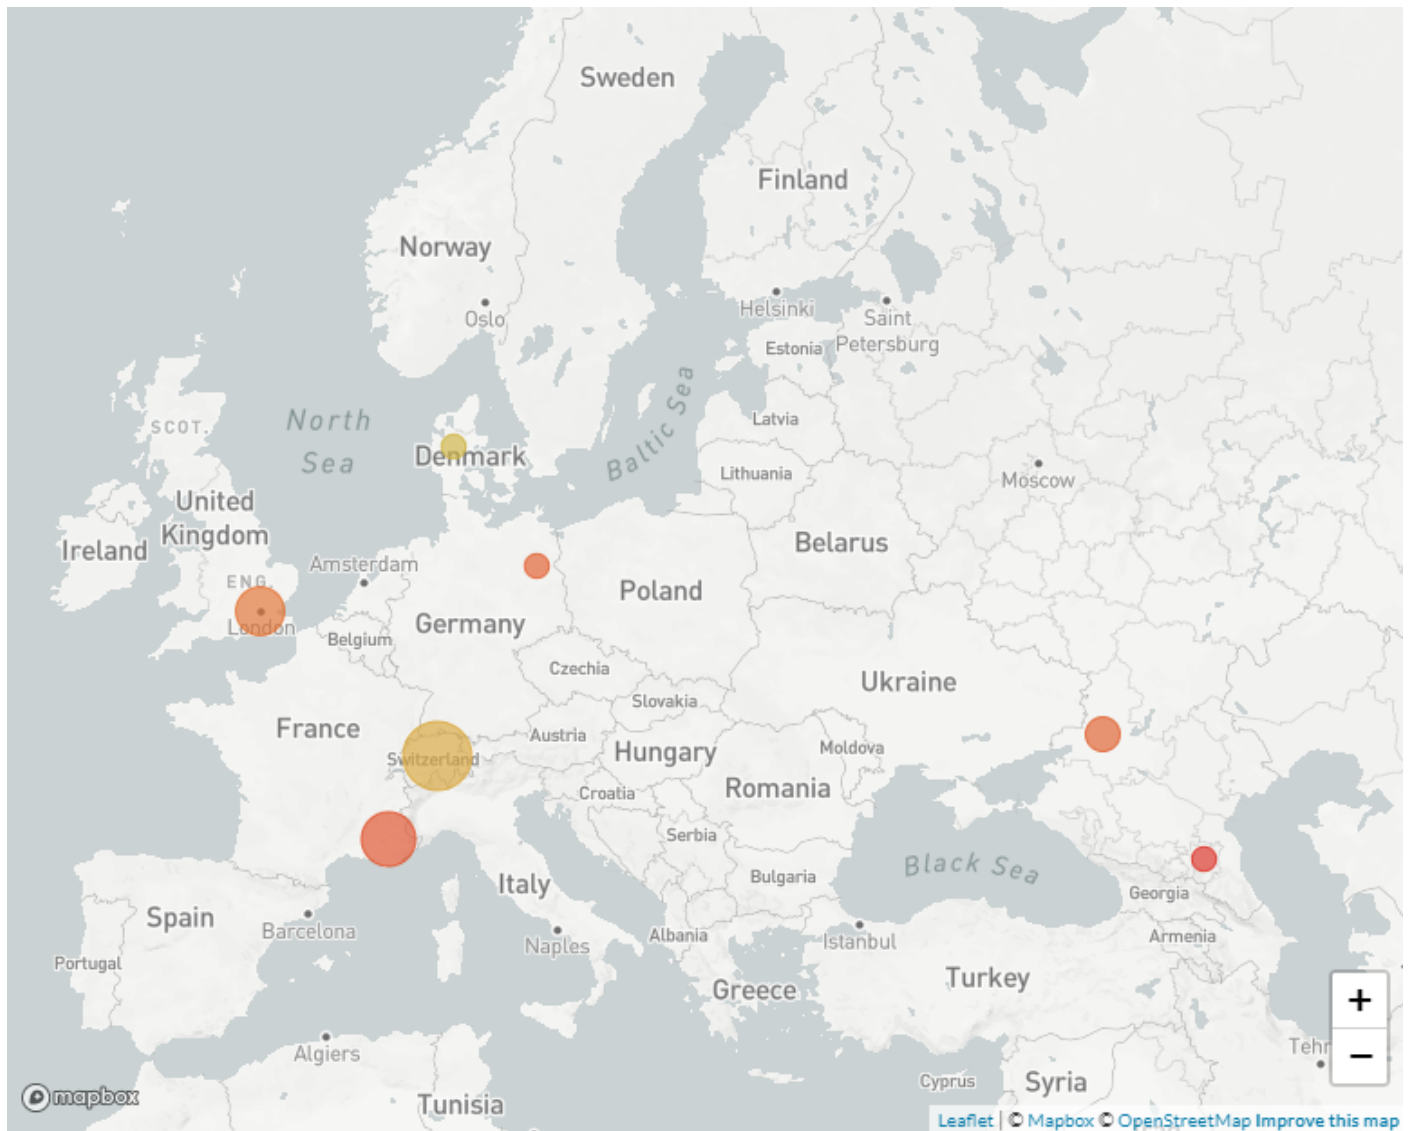 Sweden
Finland
Norway
Oslo
Helsinki
Saint
Petersburg
Estonia
Baltic Sea
Latvia
SCOT.
North
Sea
Denmark
Lithuania
Moscow
United
Kingdom
Ireland
Amsterdam
Belarus
ENG.
London
Poland
Germany
Belgium
Czechia
Ukraine
Slovakia
France
Austria
Hungary
Moldova
Switzerland
Romania
Croatia
Serbia
Black Sea
Bulgaria
Italy
Georgia
Spain
Barcelona
Naples
Albania
Istanbul
Armenia
Portugal
Turkey
Greece
+
−
Algiers
Tehr
Cyprus
Syria
mapbox
Tunisia
Leaflet | © Mapbox © OpenStreetMap Improve this map